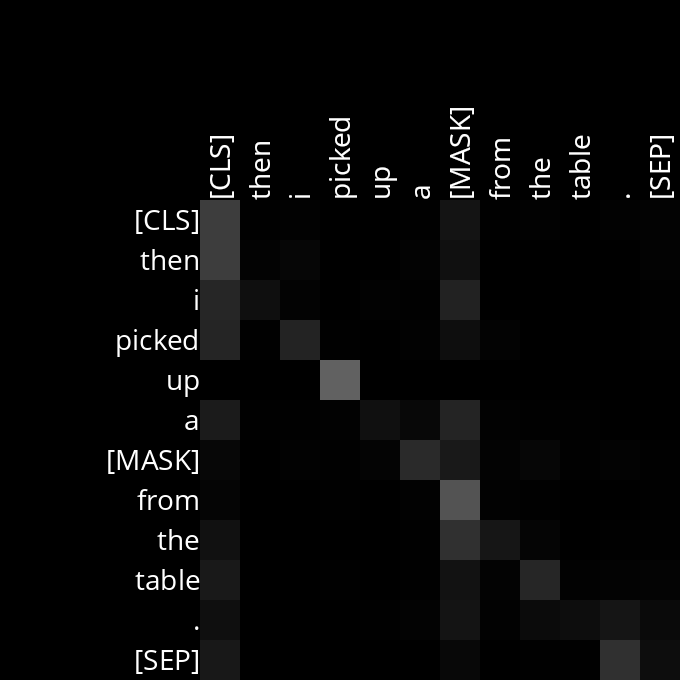 [CLS] then i picked up a [MASK] from the table . [SEP]
[CLS]
then
i
picked
up
a
[MASK]
from
the
table
.
[SEP]